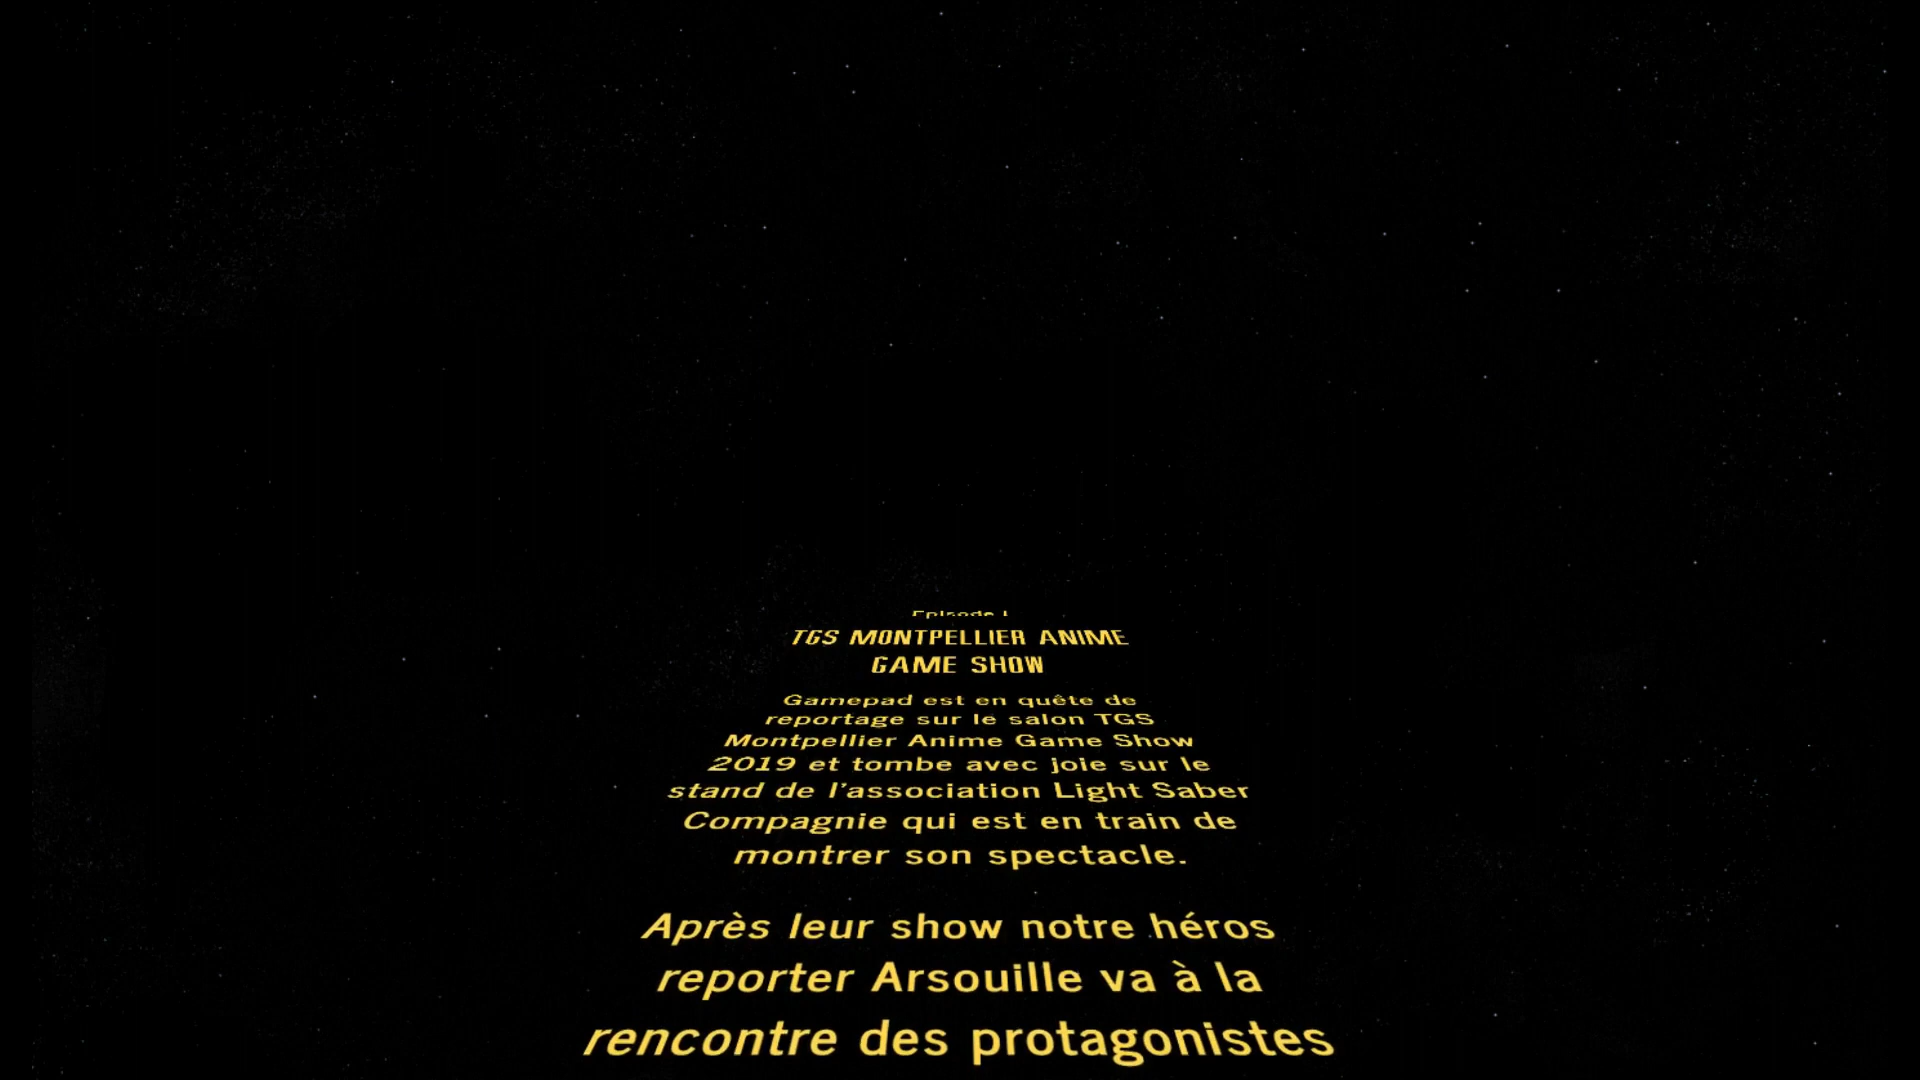 Episode I
TGS MONTPELLIER ANIME
GAME SHOW
Gamepad est en quête de
reportage sur le salon TGS
Montpellier Anime Game Show
2019 et tombe avec joie sur le
stand de l'association Light Saber
Compagnie qui est en train de
montrer son spectacle.
Après leur show notre héros
reporter Arsouille va à la
rencontre des protagonistes